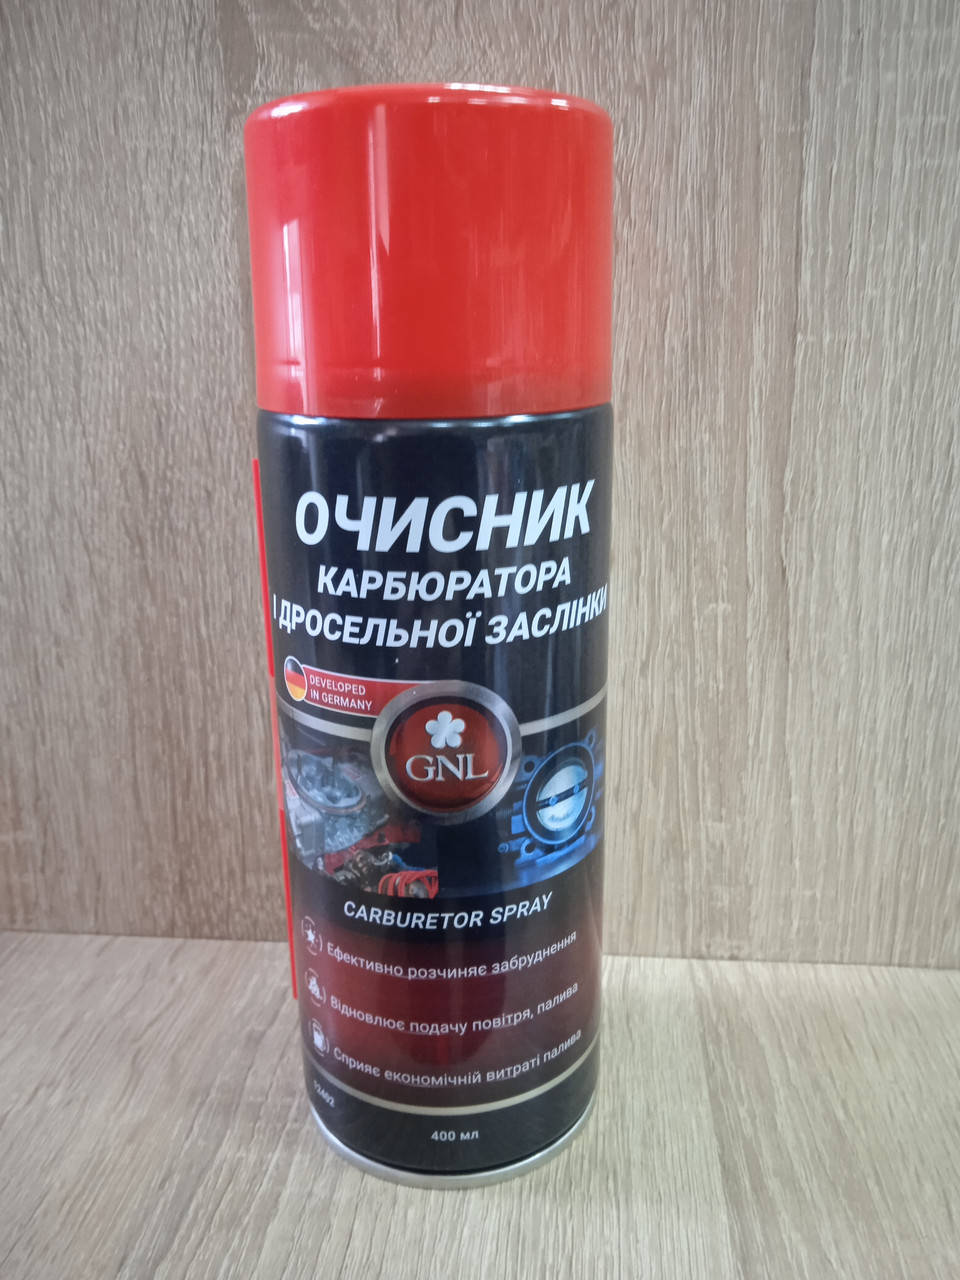 ОЧИСНИК
КАРБЮРАТОРА
І ДРОСЕЛЬНОЇ ЗАСЛІНКИ
DEVELOPED
IN GERMANY
GNL
CARBURETOR SPRAY
Ефективно розчиняє забруднення
Відновлює подачу повітря, палива
Сприяє економічній витраті палива
400 мл